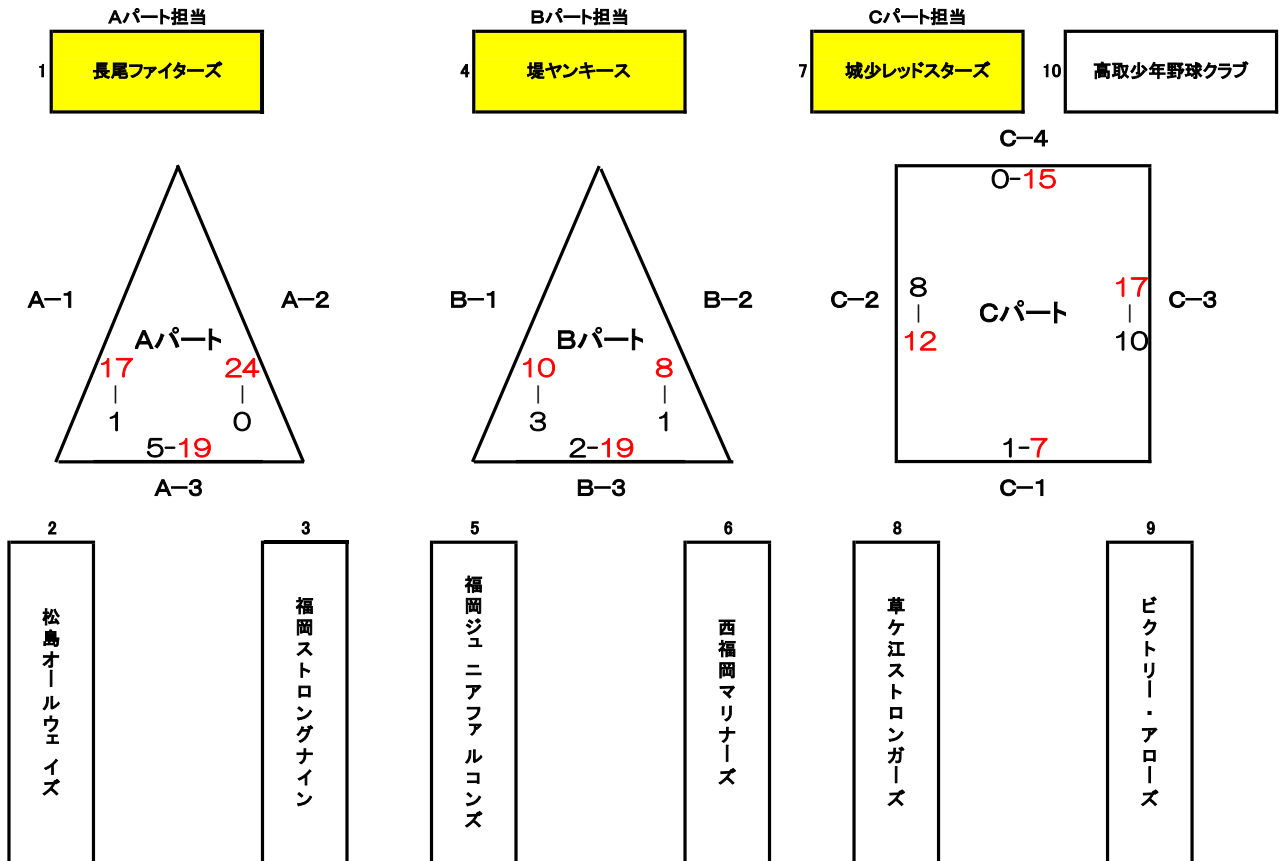 Aパート担当
Bパート担当
Cパート担当
1
長尾ファイターズ
4
堤ヤンキース
7
城少レッドスターズ
10
高取少年野球クラブ
C－4
0-15
A－1
A－2
Aパート
17
|
1
24
|
0
5-19
A－3
B－1
B－2
Bパート
10
|
3
8
|
1
2-19
B－3
C－2
8
|
12
Cパート
17
|
10
C－3
1-7
C－1
2
松島オールウェイズ
3
福岡ストロングナイン
5
福岡ジュニアファルコンズ
6
西福岡マリナーズ
8
草ケ江ストロンガーズ
9
ビクトリー・アローズ